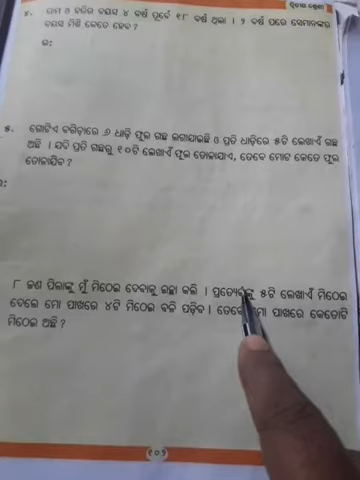 ଦ୍ଵିତୀୟ ଶ୍ରେଣୀ
୪. ରାମ ଓ ହରିର ବୟସ ୪ ବର୍ଷ ପୂର୍ବେ ୧୮ ବର୍ଷ ଥିଲା । ୨ ବର୍ଷ ପରେ ସେମାନଙ୍କର
ବୟସ ମିଶି କେତେ ହେବ ?
ଉ:
୫. ଗୋଟିଏ ବଗିଚାରେ ୬ ଧାଡ଼ି ଫୁଲ ଗଛ ଲଗାଯାଇଛି ଓ ପ୍ରତି ଧାଡ଼ିରେ ୫ଟି ଲେଖାଏଁ ଗଛ
ଅଛି । ଯଦି ପ୍ରତି ଗଛରୁ ୧୦ଟି ଲେଖାଏଁ ଫୁଲ ତୋଳାଯାଏ, ତେବେ ମୋଟ କେତେ ଫୁଲ
ତୋଳାଯିବ ?
୮ ଜଣ ପିଲାଙ୍କୁ ମୁଁ ମିଠେଇ ଦେବାକୁ ଇଚ୍ଛା କଲି । ପ୍ରତ୍ୟେକଙ୍କୁ ୫ଟି ଲେଖାଏଁ ମିଠେଇ
ଦେଲେ ମୋ ପାଖରେ ୪ଟି ମିଠେଇ ବଳି ପଡ଼ିବ । ତେବେ ମୋ ପାଖରେ କେତୋଟି
ମିଠେଇ ଅଛି ?
୧୦୨